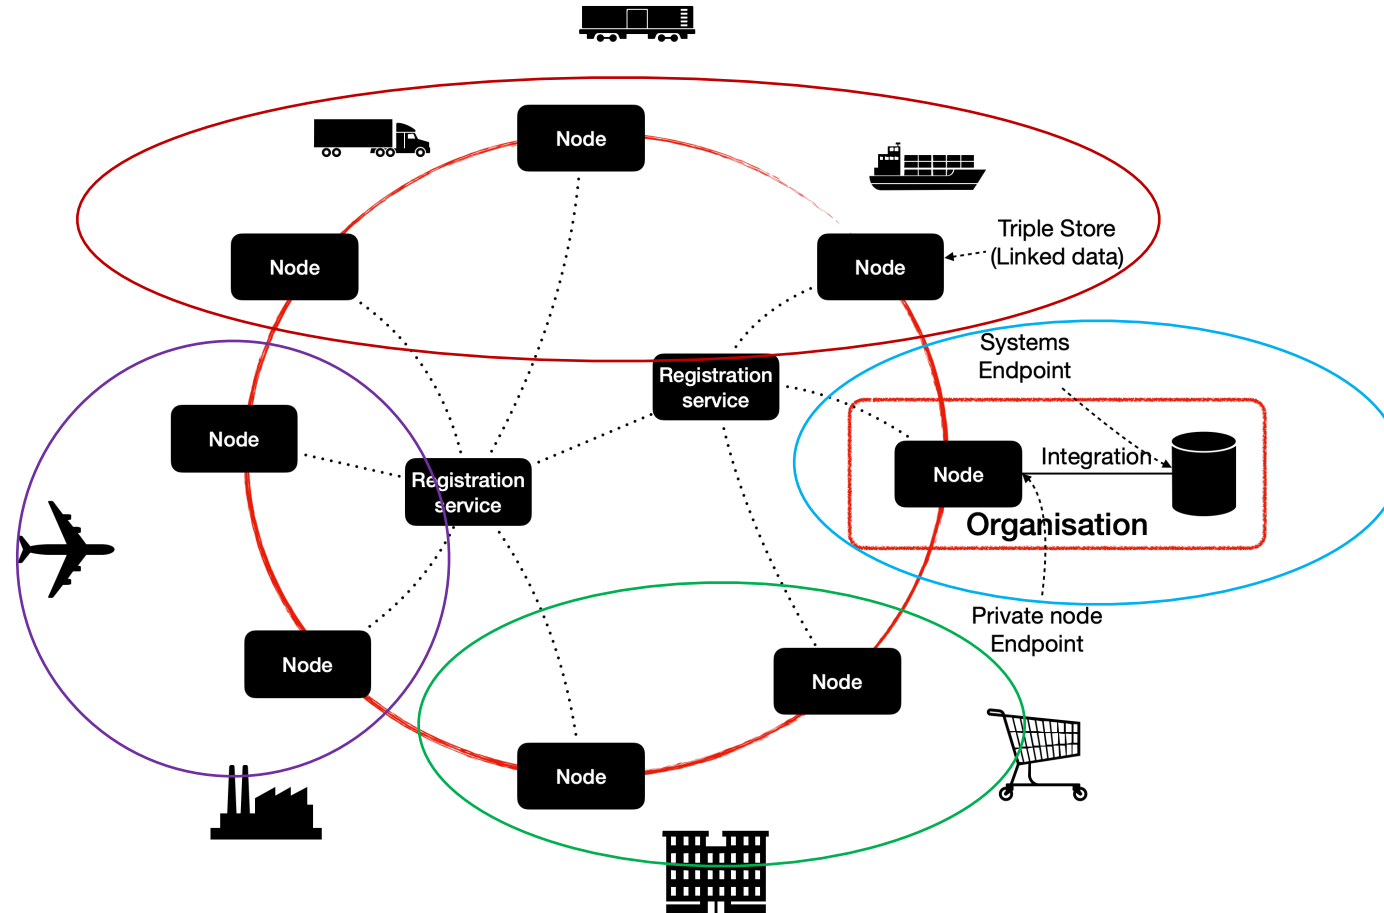 Node
Node
Node
Triple Store
(Linked data)
Node
Systems
Endpoint
Registration
service
Node
Registration
service
Integration
Node
Organisation
Private node
Endpoint
Node
Node
Node